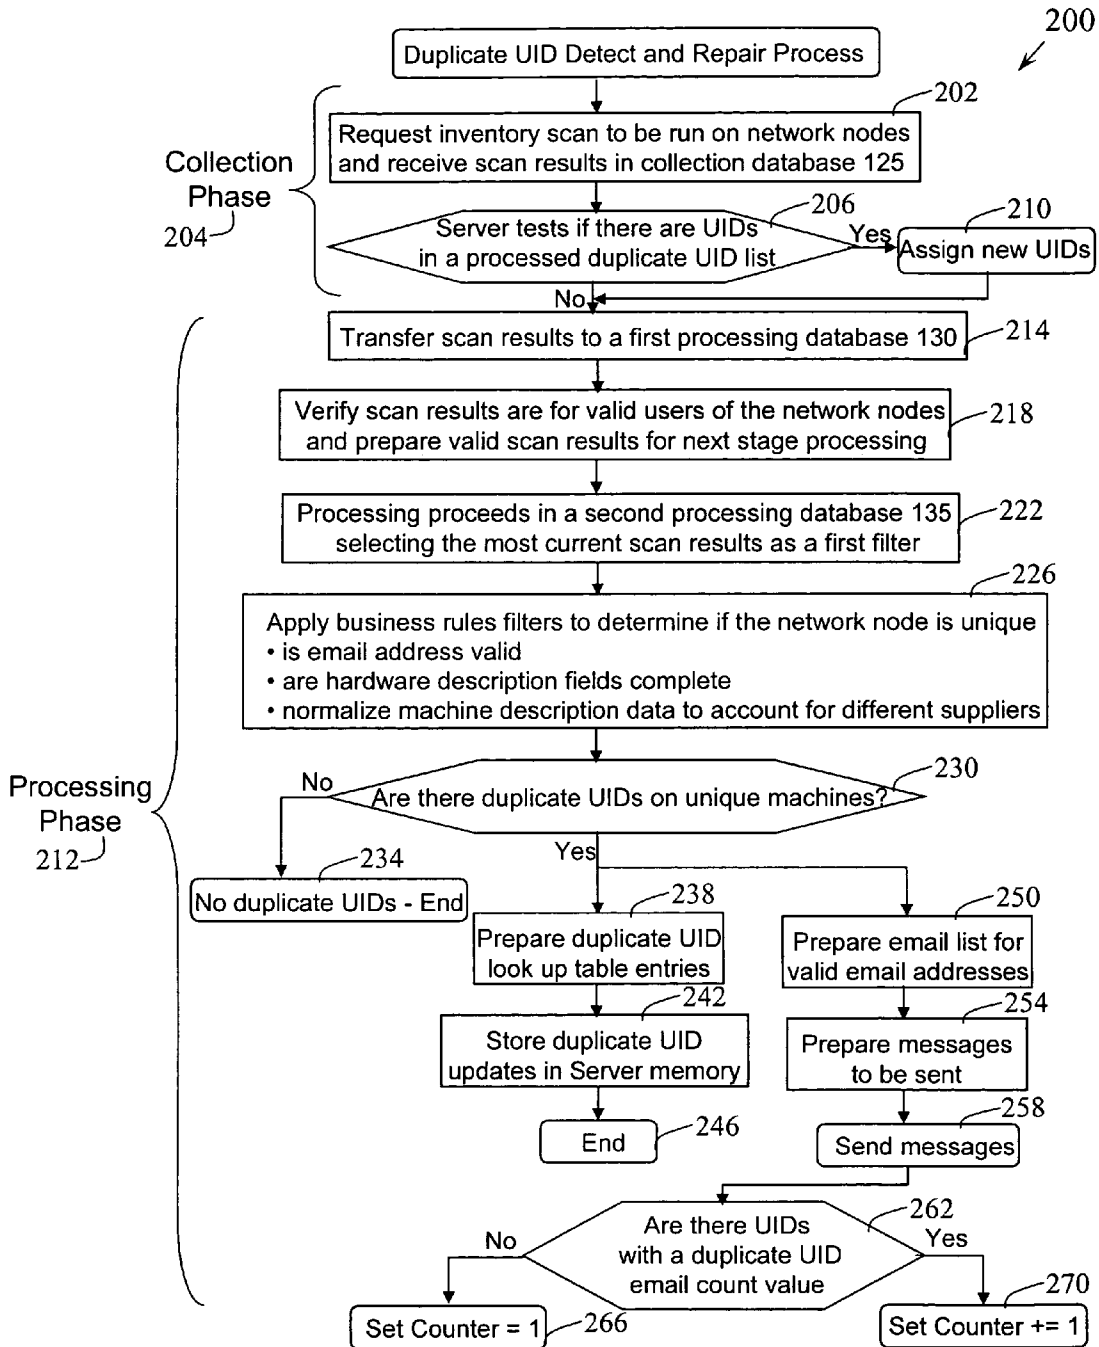 200
Duplicate UID Detect and Repair Process
202
Request inventory scan to be run on network nodes
and receive scan results in collection database 125
Collection
Phase
204
206
Server tests if there are UIDs
in a processed duplicate UID list
Yes
210
Assign new UIDs
No
Transfer scan results to a first processing database 130
214
Verify scan results are for valid users of the network nodes
and prepare valid scan results for next stage processing
218
Processing proceeds in a second processing database 135
selecting the most current scan results as a first filter
222
226
Apply business rules filters to determine if the network node is unique
• is email address valid
• are hardware description fields complete
• normalize machine description data to account for different suppliers
Processing
Phase
212
230
No
Are there duplicate UIDs on unique machines?
Yes
234
No duplicate UIDs - End
238
Prepare duplicate UID
look up table entries
242
Store duplicate UID
updates in Server memory
End
246
250
Prepare email list for
valid email addresses
254
Prepare messages
to be sent
258
Send messages
262
Are there UIDs
with a duplicate UID
email count value
No
Yes
Set Counter = 1
266
270
Set Counter += 1